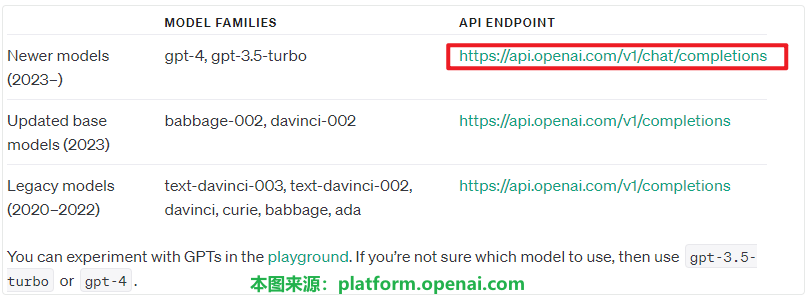 MODEL FAMILIES API ENDPOINT
Newer models gpt-4, gpt-3.5-turbo https://api.openai.com/v1/chat/completions
(2023–)
Updated base babbage-002, davinci-002 https://api.openai.com/v1/completions
models (2023)
Legacy models text-davinci-003, text-davinci-002, https://api.openai.com/v1/completions
(2020–2022) davinci, curie, babbage, ada
You can experiment with GPTs in the playground. If you’re not sure which model to use, then use gpt-3.5-
turbo or gpt-4.
本图来源：platform.openai.com